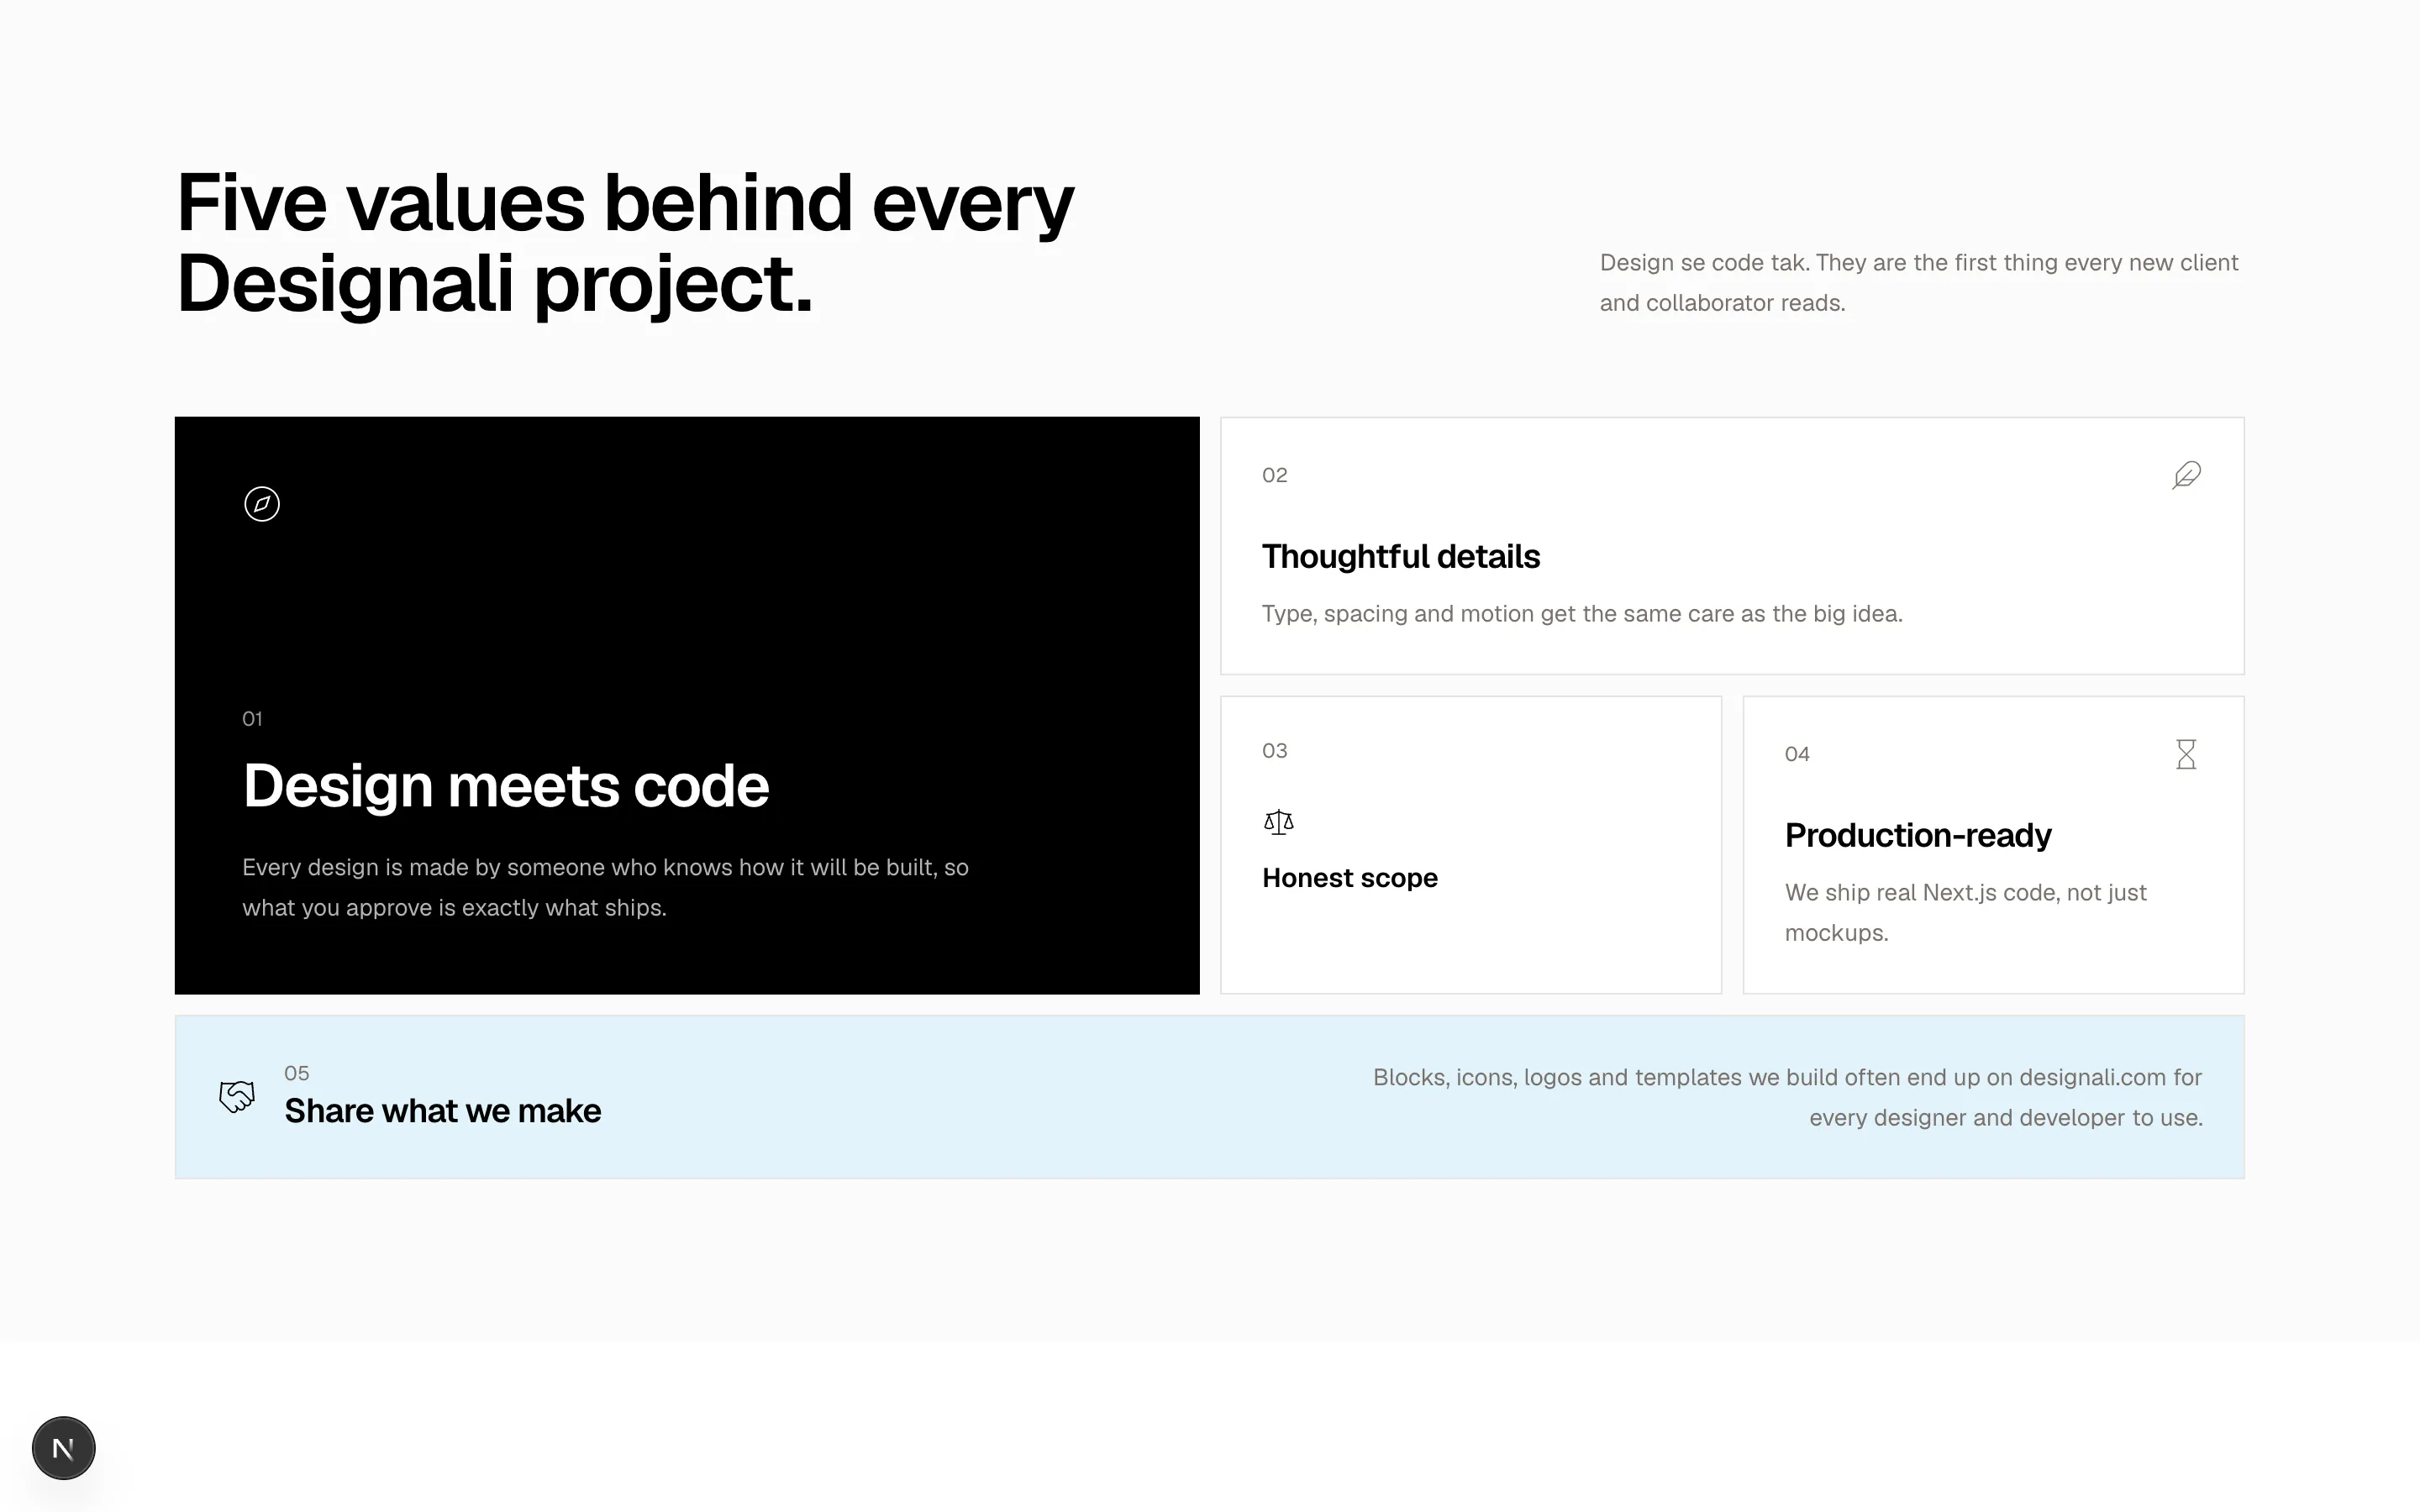 Five values behind every
Designali project.
Design se code tak. They are the first thing every new client
and collaborator reads.
01
Design meets code
Every design is made by someone who knows how it will be built, so
what you approve is exactly what ships.
02
Thoughtful details
Type, spacing and motion get the same care as the big idea.
03
Honest scope
04
Production-ready
We ship real Next.js code, not just
mockups.
05
Share what we make
Blocks, icons, logos and templates we build often end up on designali.com for
every designer and developer to use.
N